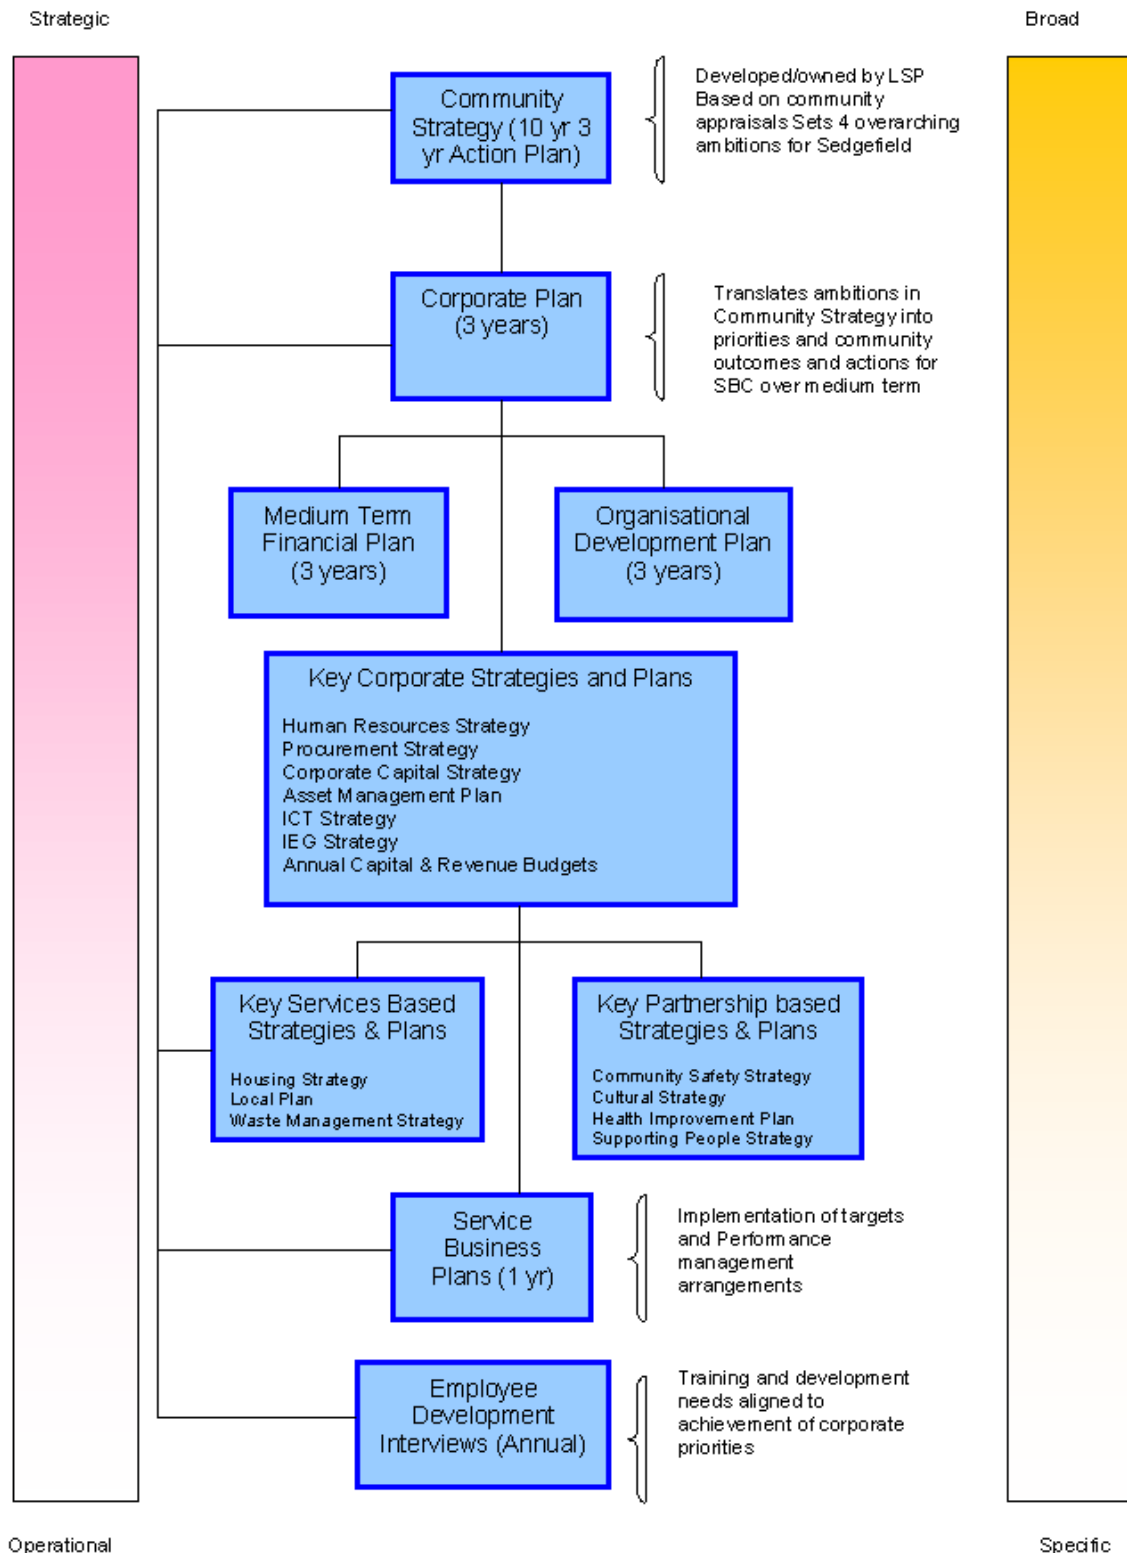 Strategic
Broad
Community
Strategy (10 yr 3
yr Action Plan)
Developed/owned by LSP
Based on community
appraisals Sets 4 overarching
ambitions for Sedgefield
Corporate Plan
(3 years)
Translates ambitions in
Community Strategy into
priorities and community
outcomes and actions for
SBC over medium term
Medium Term
Financial Plan
(3 years)
Organisational
Development Plan
(3 years)
Key Corporate Strategies and Plans
Human Resources Strategy
Procurement Strategy
Corporate Capital Strategy
Asset Management Plan
ICT Strategy
IEG Strategy
Annual Capital & Revenue Budgets
Key Services Based
Strategies & Plans
Housing Strategy
Local Plan
Waste Management Strategy
Key Partnership based
Strategies & Plans
Community Safety Strategy
Cultural Strategy
Health Improvement Plan
Supporting People Strategy
Service
Business
Plans (1 yr)
Implementation of targets
and Performance
management
arrangements
Employee
Development
Interviews (Annual)
Training and development
needs aligned to
achievement of corporate
priorities
Operational
Specific